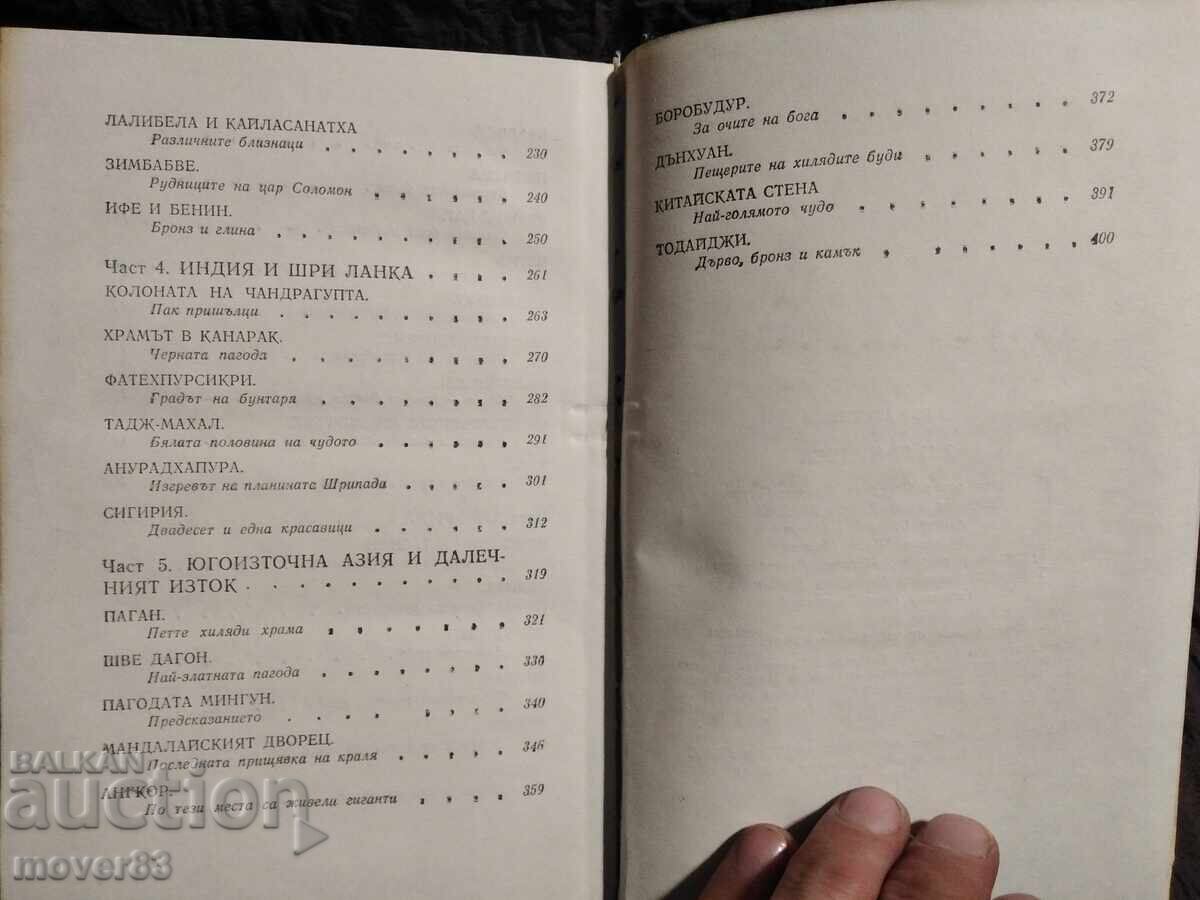 ЛАЛИБЕЛА И КАЙЛАСАНАТХА
Различните близнаци . . . . . . . 230
ЗИМБАБВЕ.
Рудниците на цар Соломон . . . . . . 240
ИФЕ И БЕНИН.
Бронз и глина . . . . . . . . . 250
Част 4. ИНДИЯ И ШРИ ЛАНКА . . . . 261
КОЛОНАТА НА ЧАНДРАГУПТА.
Пак пришълци . . . . . . . . . 263
ХРАМЪТ В КАНАРАК.
Черната пагода . . . . . . . . . 270
ФАТЕХПУРСИКРИ.
Градът на бунтаря . . . . . . . . 282
ТАДЖ-МАХАЛ.
Бялата половина на чудото . . . . . . 291
АНУРАДХАПУРА.
Изгревът на планината Шрипада . . . . . 301
СИГИРИЯ.
Двадесет и една красавици . . . . . . 312
Част 5. ЮГОИЗТОЧНА АЗИЯ И ДАЛЕЧ-
НИЯТ ИЗТОК . . . . . . . . . . 319
ПАГАН.
Петте хиляди храма . . . . . . . . 321
ШВЕ ДАГОН.
Най-златната пагода . . . . . . . . 330
ПАГОДАТА МИНГУН.
Предсказанието . . . . . . . . 340
МАНДАЛАЙСКИЯТ ДВОРЕЦ.
Последната прищявка на краля . . . . . 346
АНГКОР.
По тези места са живели гиганти . . . . 359
БОРОБУДУР.
За очите на бога . . . . . . . . 372
ДЪНХУАН.
Пещерите на хилядите буди . . . . . . 379
КИТАЙСКАТА СТЕНА
Най-голямото чудо . . . . . . . . 391
ТОДАЙДЖИ.
Дърво, бронз и камък . . . . . . . 400
BALKAN
auction
mover83